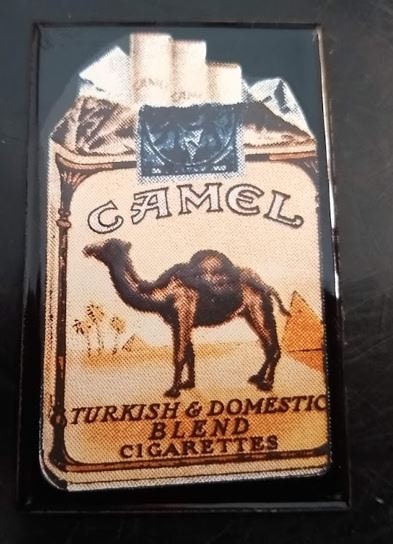 CAMEL
TURKISH & DOMESTIC
BLEND
CIGARETTES